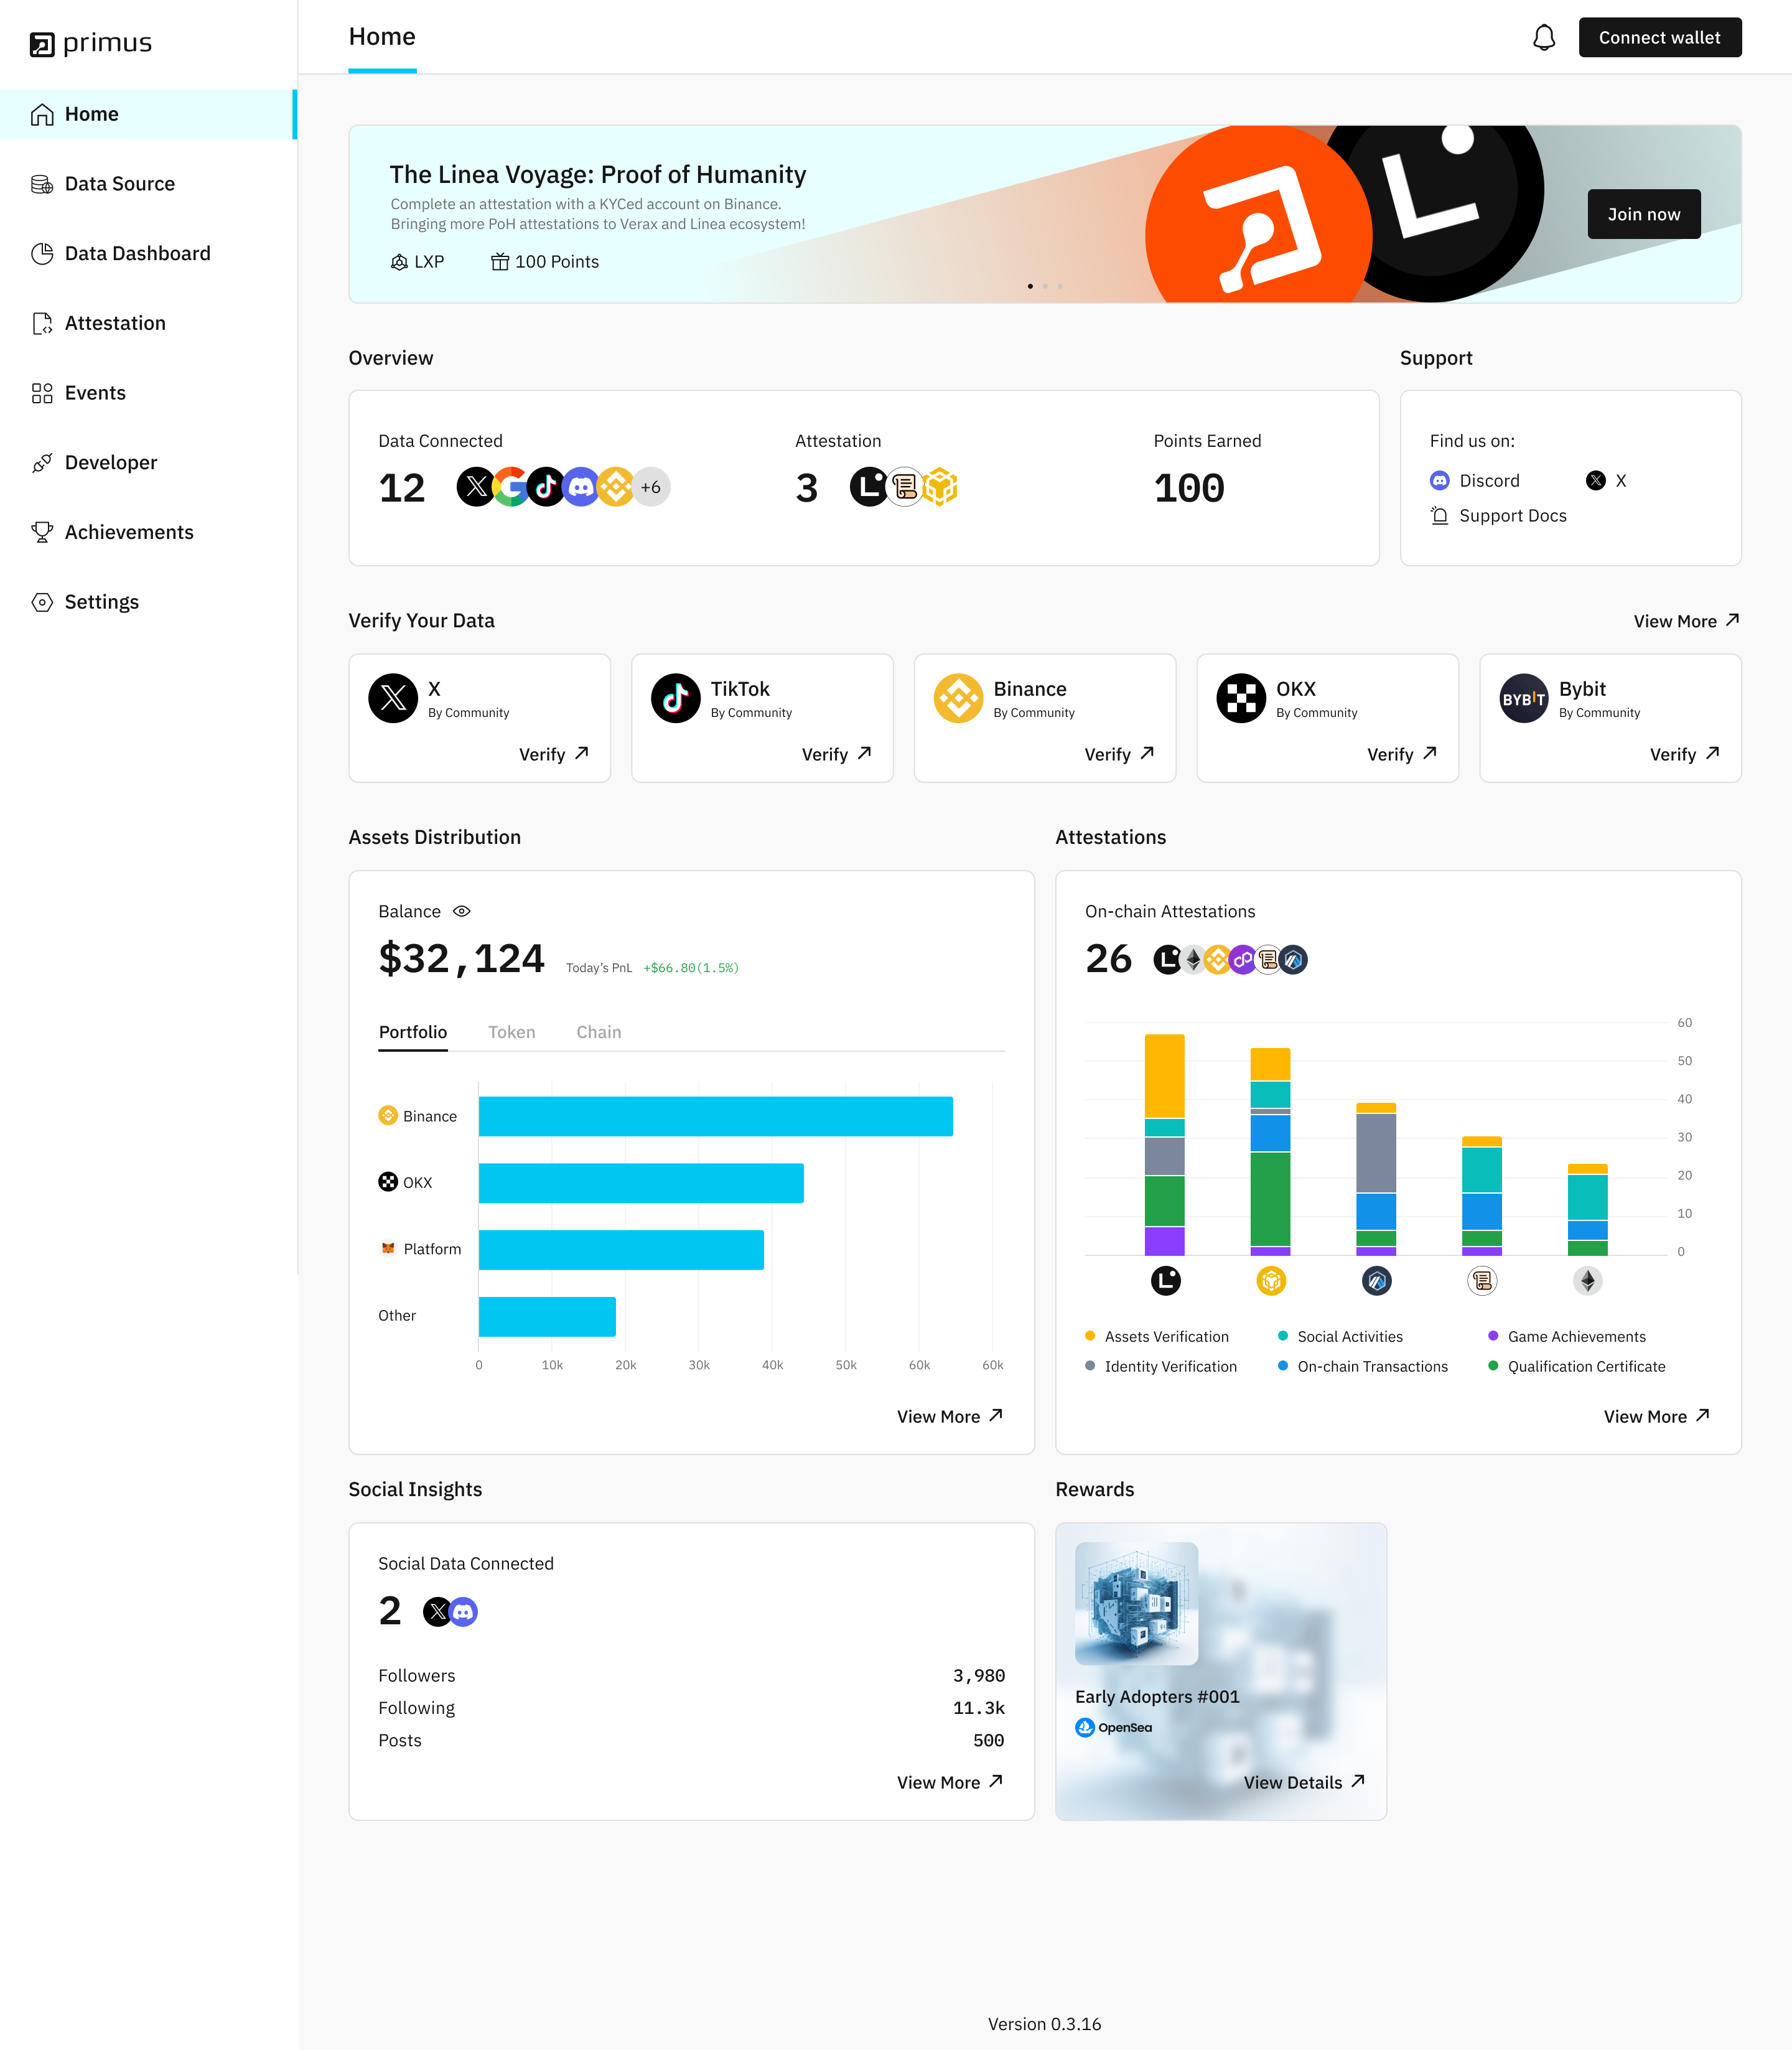 primus
Home
Data Source
Data Dashboard
Attestation
Events
Developer
Achievements
Settings
Home
Connect wallet
The Linea Voyage: Proof of Humanity
Complete an attestation with a KYCed account on Binance.
Bringing more PoH attestations to Verax and Linea ecosystem!
LXP
100 Points
Join now
Overview
Data Connected
12
+6
Attestation
3
Points Earned
100
Support
Find us on:
Discord
X
Support Docs
Verify Your Data
View More
X
By Community
Verify
TikTok
By Community
Verify
Binance
By Community
Verify
OKX
By Community
Verify
BYBIT
Bybit
By Community
Verify
Assets Distribution
Balance
$32,124
Today's PnL +$66.80(1.5%)
Portfolio
Token
Chain
Binance
OKX
Platform
Other
0 10k 20k 30k 40k 50k 60k 60k
View More
Attestations
On-chain Attestations
26
60
50
40
30
20
10
0
Assets Verification
Social Activities
Game Achievements
Identity Verification
On-chain Transactions
Qualification Certificate
View More
Social Insights
Social Data Connected
2
Followers 3,980
Following 11.3k
Posts 500
View More
Rewards
Early Adopters #001
OpenSea
View Details
Version 0.3.16